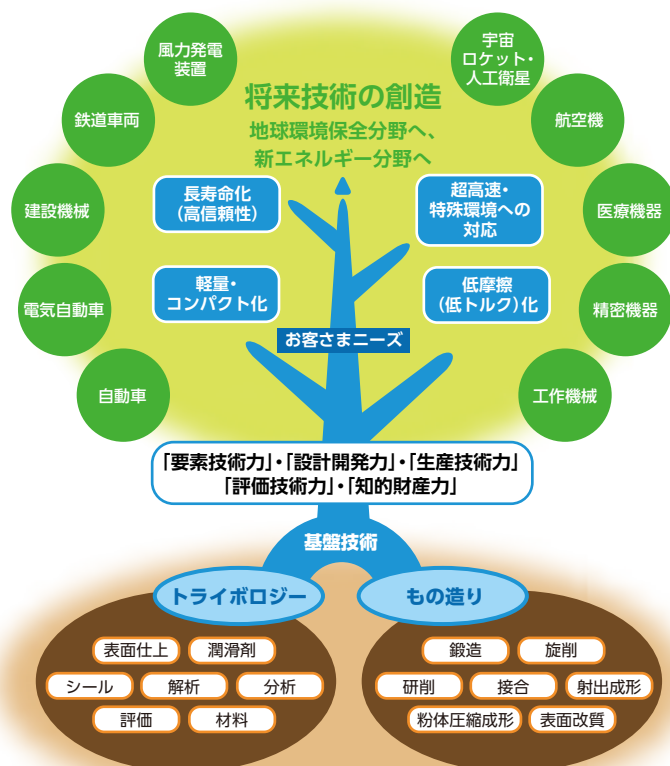 風力発電
装置
宇宙
ロケット・
人工衛星
将来技術の創造
地球環境保全分野へ、
新エネルギー分野へ
鉄道車両
航空機
建設機械
長寿命化
（高信頼性）
超高速・
特殊環境への
対応
医療機器
電気自動車
軽量・
コンパクト化
低摩擦
（低トルク）化
精密機器
お客さまニーズ
自動車
工作機械
「要素技術力」・「設計開発力」・「生産技術力」
「評価技術力」・「知的財産力」
基盤技術
トライボロジー
もの造り
表面仕上
潤滑剤
シール
解析
分析
評価
材料
鍛造
旋削
研削
接合
射出成形
粉体圧縮成形
表面改質